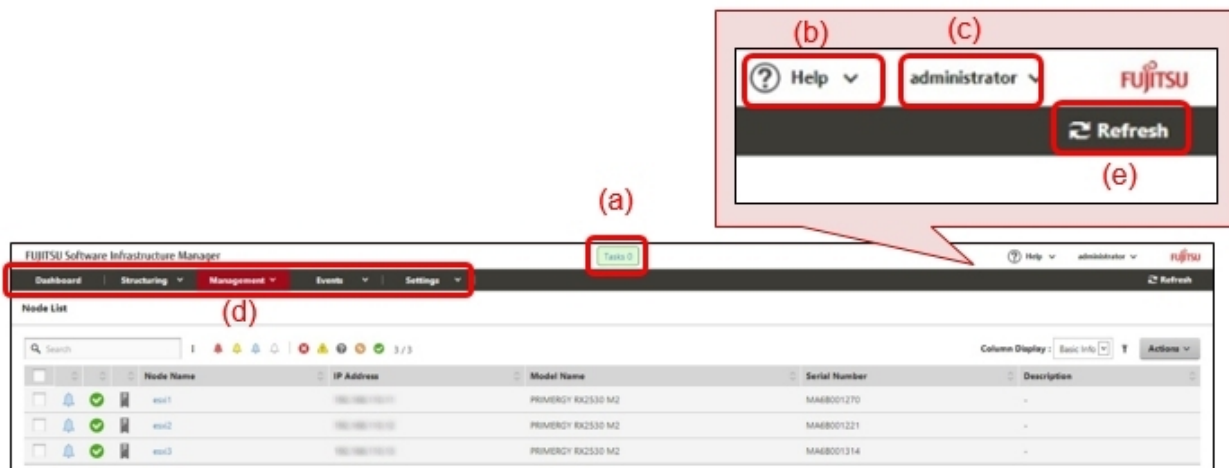 (b) (c)
Help administrator FUJITSU
Refresh
(e)
(a)
FUJITSU Software Infrastructure Manager Tasks 0 Help administrator FUJITSU
Dashboard Structuring Management Events Settings Refresh
(d)
Node List
Search 3/3 Column Display : Basic Info Actions
Node Name IP Address Model Name Serial Number Description
esxi1 PRIMERGY RX2530 M2 MA6B001270 -
esxi2 PRIMERGY RX2530 M2 MA6B001221 -
esxi3 PRIMERGY RX2530 M2 MA6B001314 -